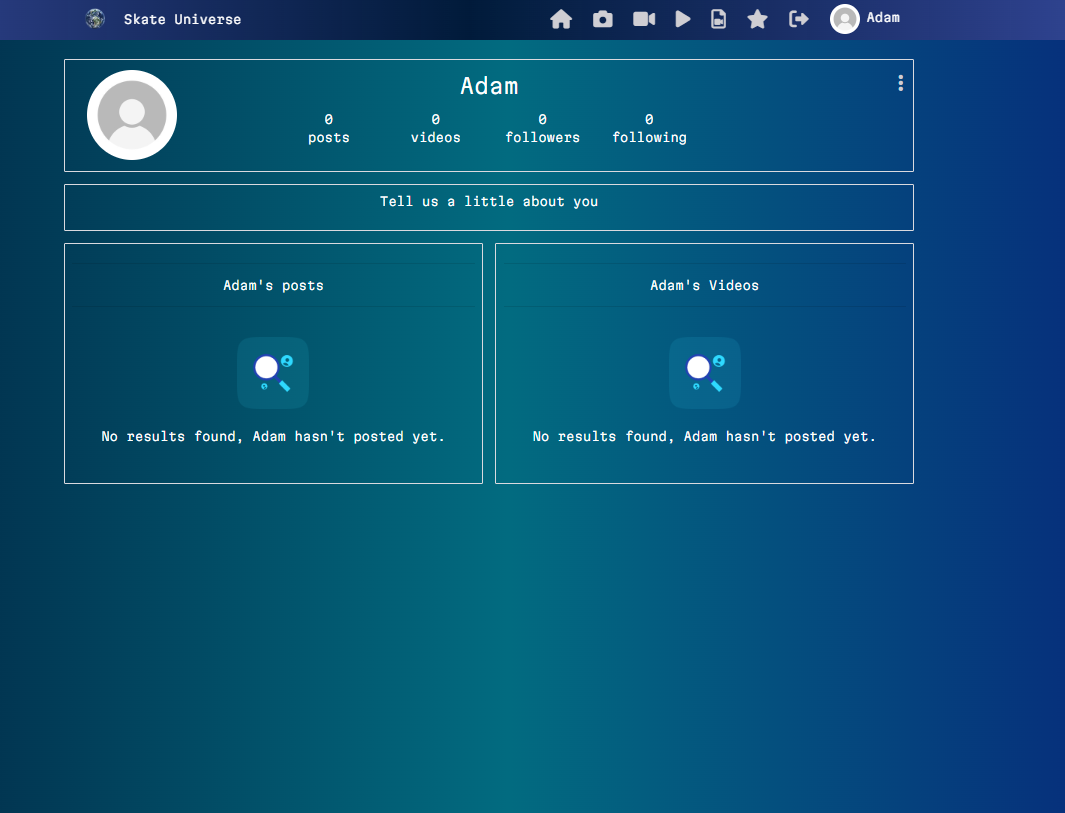 Skate Universe
Adam
Adam
0 0 0 0
posts videos followers following
Tell us a little about you
Adam's posts
No results found, Adam hasn't posted yet.
Adam's Videos
No results found, Adam hasn't posted yet.